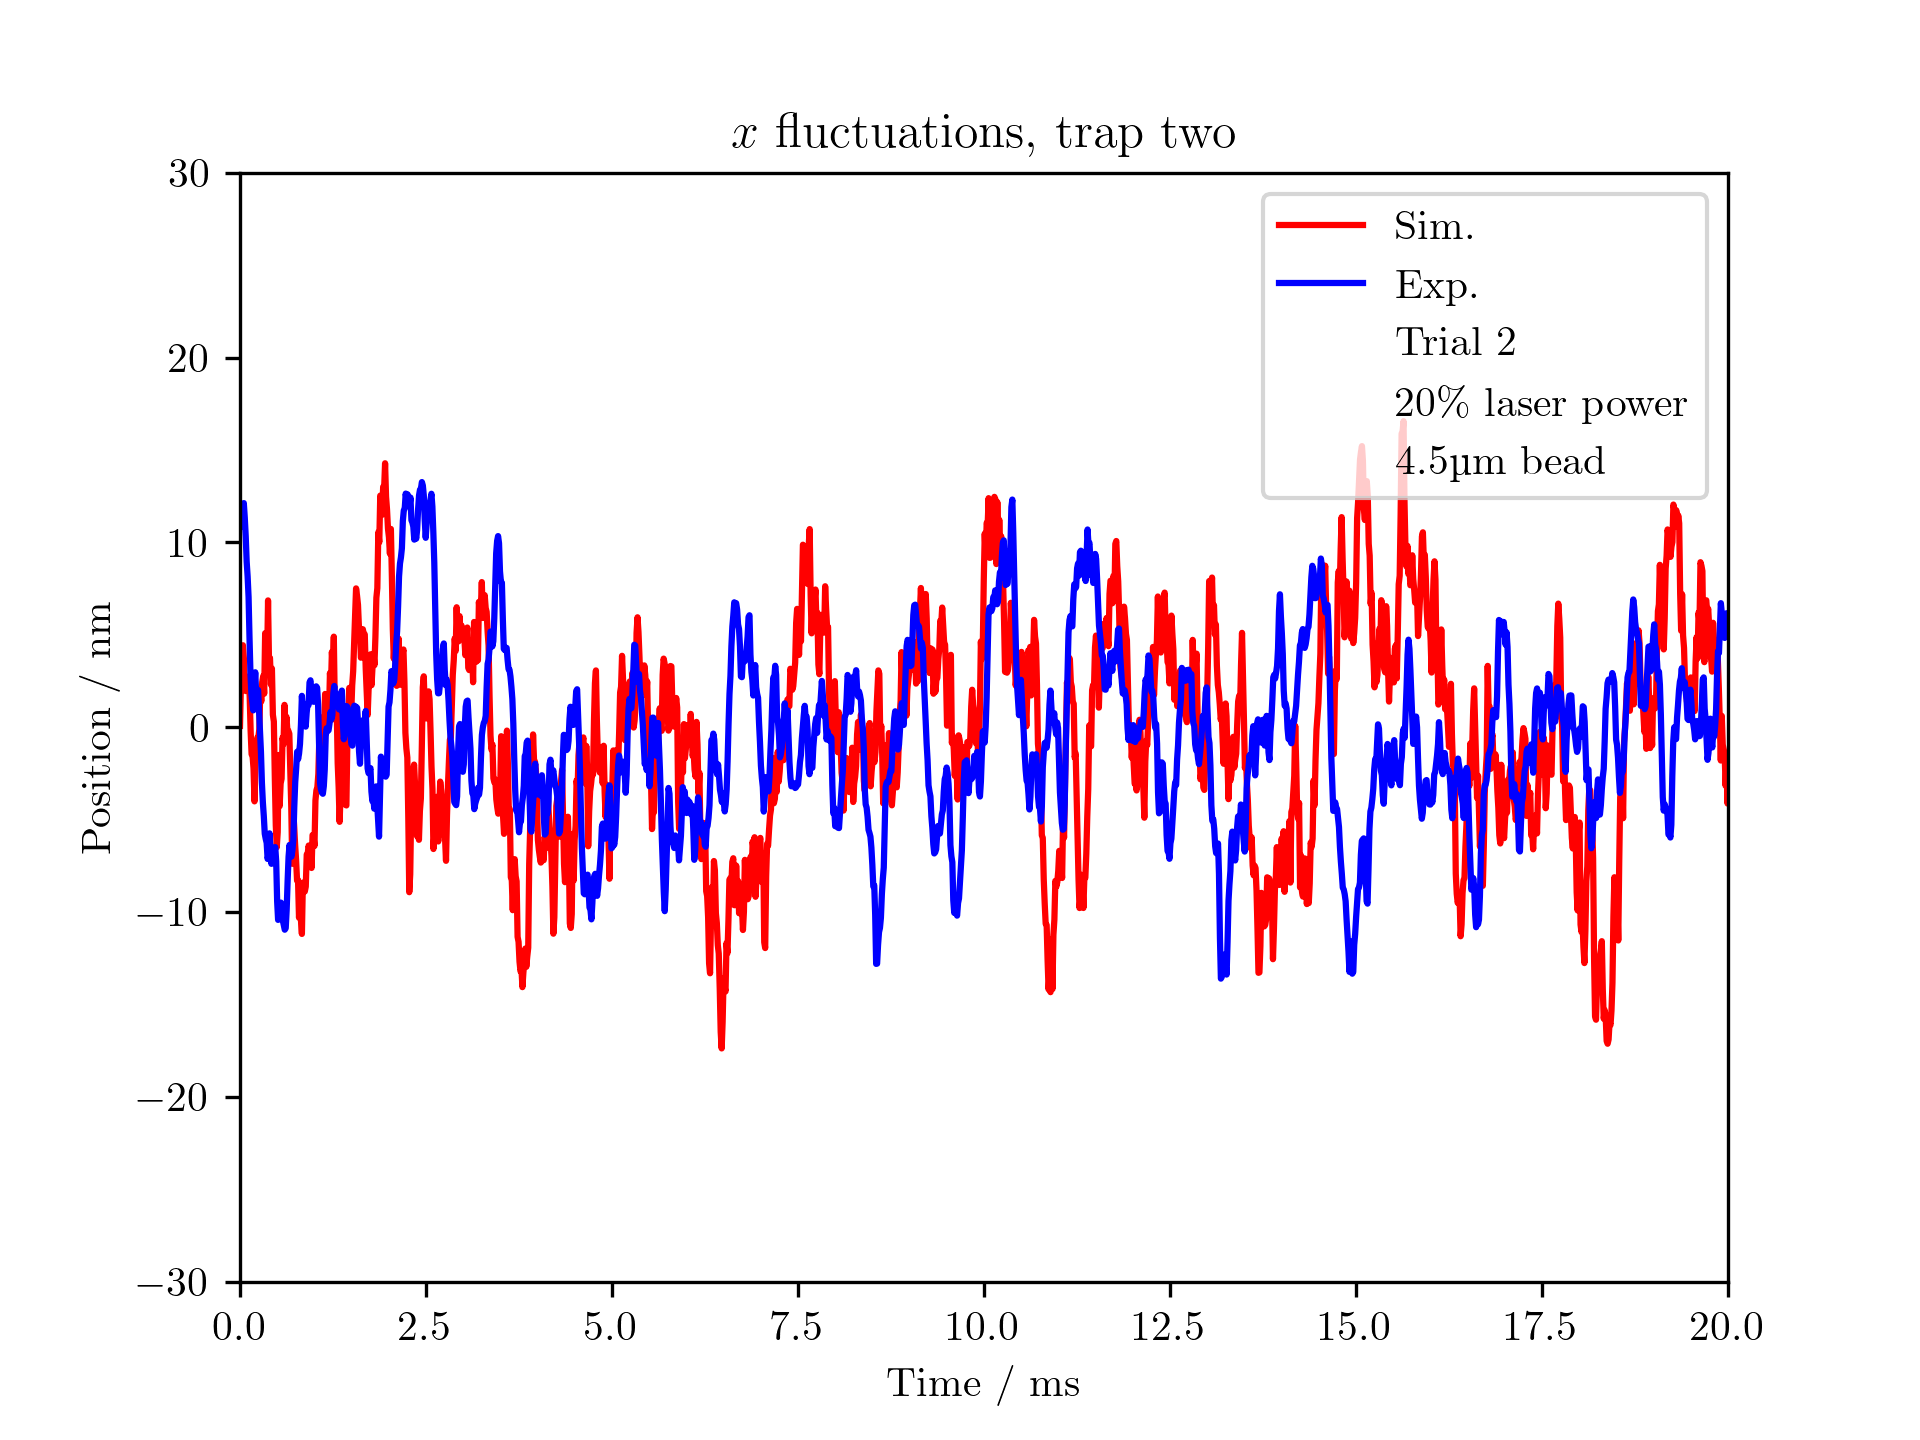 x fluctuations, trap two
30
20
10
0
−10
−20
−30
Position / nm
Sim.
Exp.
Trial 2
20% laser power
4.5µm bead
0.0 2.5 5.0 7.5 10.0 12.5 15.0 17.5 20.0
Time / ms